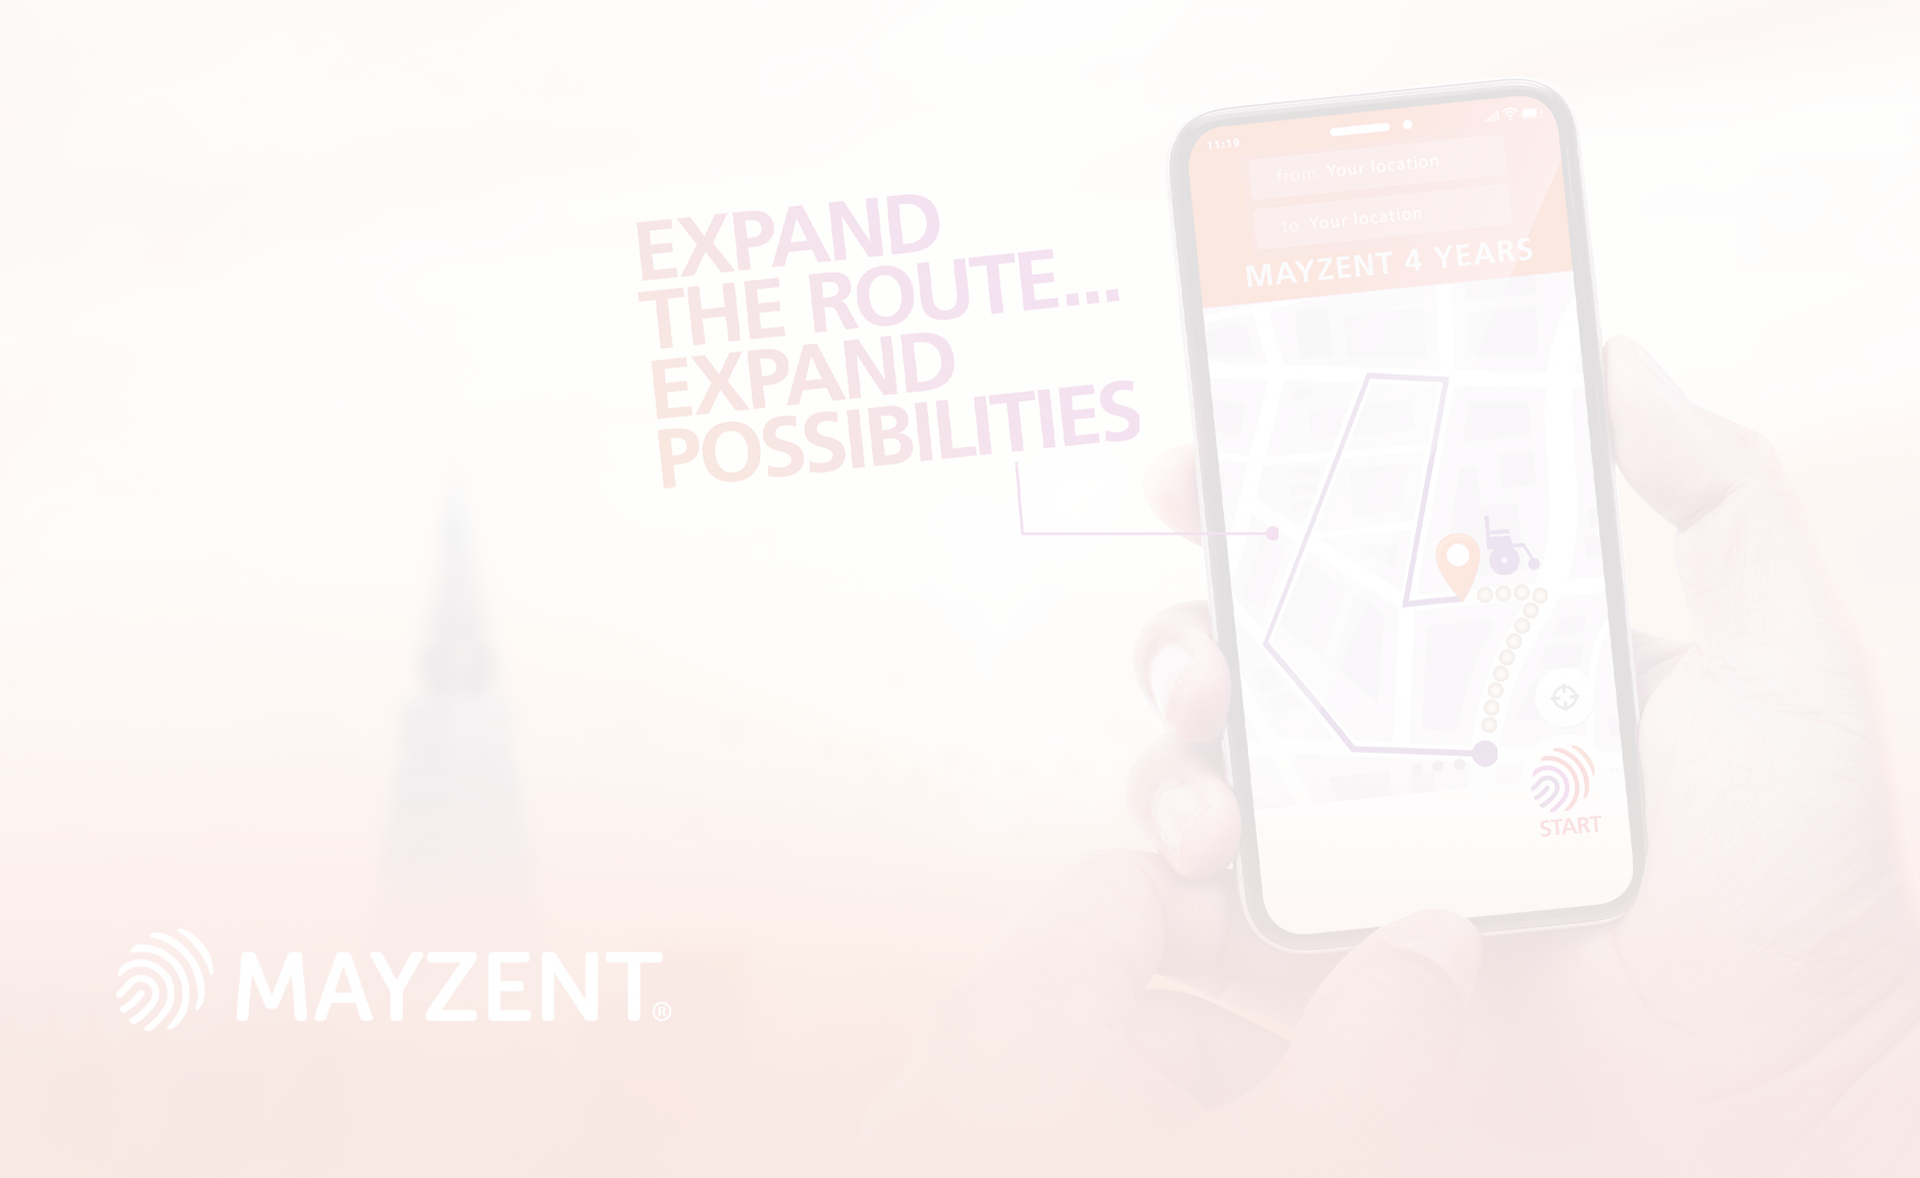 EXPAND
THE ROUTE...
EXPAND
POSSIBILITIES
11:19
from Your location
to Your location
MAYZENT 4 YEARS
START
MAYZENT®